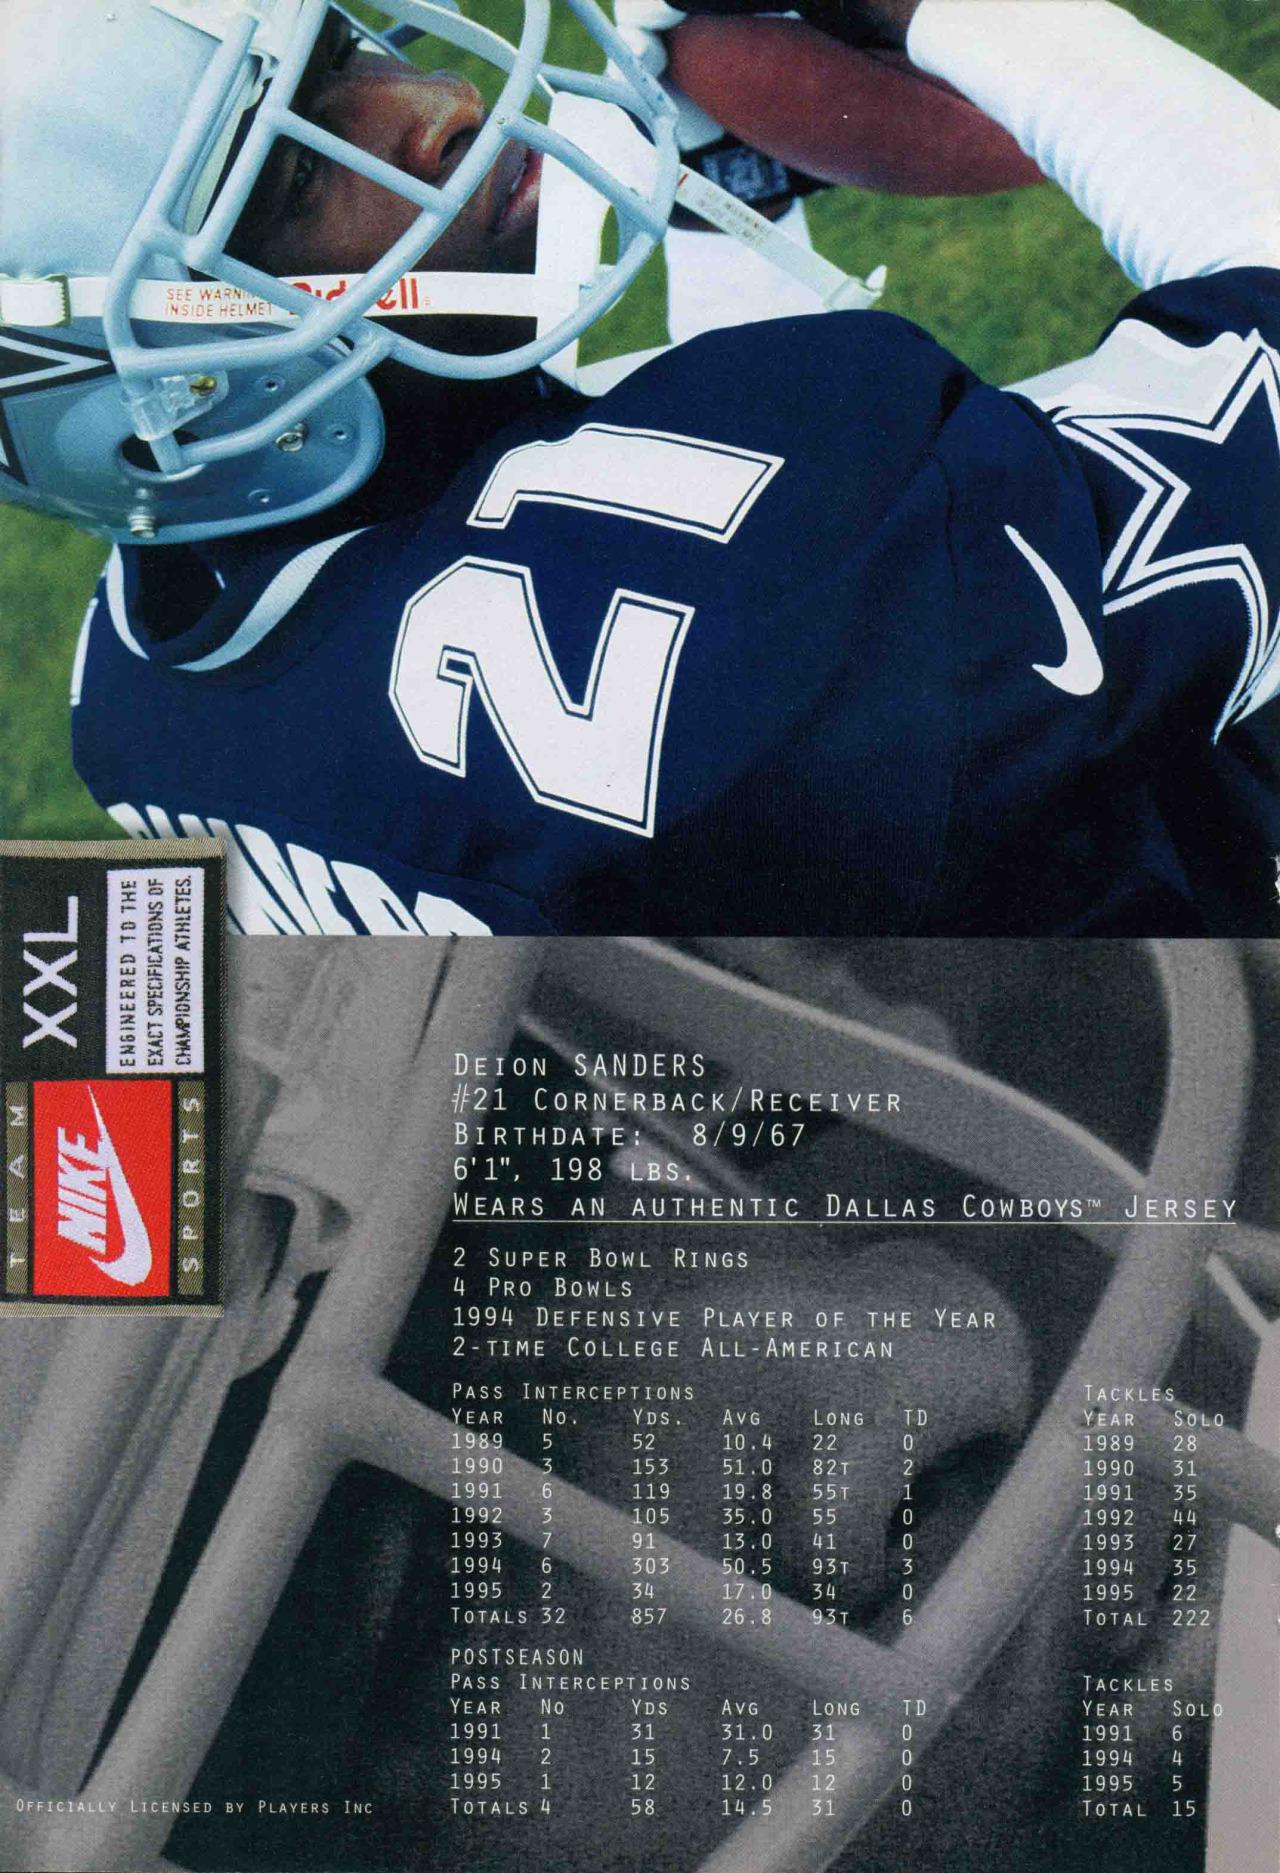 SEE WARNING
INSIDE HELMET
Riddell
SEE WARNING
INSIDE HELMET
21
XXL
ENGINEERED TO THE
EXACT SPECIFICATIONS OF
CHAMPIONSHIP ATHLETES.
TEAM
NIKE
SPORTS
DEION SANDERS
#21 CORNERBACK/RECEIVER
BIRTHDATE: 8/9/67
6'1", 198 LBS.
WEARS AN AUTHENTIC DALLAS COWBOYS™ JERSEY
2 SUPER BOWL RINGS
4 PRO BOWLS
1994 DEFENSIVE PLAYER OF THE YEAR
2-TIME COLLEGE ALL-AMERICAN
PASS INTERCEPTIONS TACKLES
YEAR NO. YDS. AVG LONG TD YEAR SOLO
1989 5 52 10.4 22 0 1989 28
1990 3 153 51.0 82T 2 1990 31
1991 6 119 19.8 55T 1 1991 35
1992 3 105 35.0 55 0 1992 44
1993 7 91 13.0 41 0 1993 27
1994 6 303 50.5 93T 3 1994 35
1995 2 34 17.0 34 0 1995 22
TOTALS 32 857 26.8 93T 6 TOTAL 222
POSTSEASON
PASS INTERCEPTIONS TACKLES
YEAR NO YDS AVG LONG TD YEAR SOLO
1991 1 31 31.0 31 0 1991 6
1994 2 15 7.5 15 0 1994 4
1995 1 12 12.0 12 0 1995 5
TOTALS 4 58 14.5 31 0 TOTAL 15
OFFICIALLY LICENSED BY PLAYERS INC